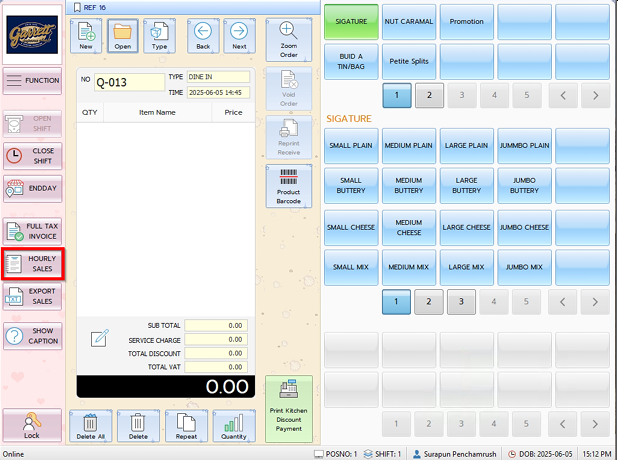 REF 16
Garrett
FUNCTION
OPEN
SHIFT
CLOSE
SHIFT
ENDDAY
FULL TAX
INVOICE
HOURLY
SALES
TXT
EXPORT
SALES
SHOW
CAPTION
Lock
New
Open
Type
Back
Next
Zoom
Order
Void
Order
Reprint
Receive
Product
Barcode
NO
Q-013
TYPE
DINE IN
TIME
2025-06-05 14:45
QTY
Item Name
Price
SUB TOTAL
0.00
SERVICE CHARGE
0.00
TOTAL DISCOUNT
0.00
TOTAL VAT
0.00
0.00
Delete All
Delete
Repeat
Quantity
Print Kitchen
Discount
Payment
SIGATURE
NUT CARAMAL
Promotion
BUID A
TIN/BAG
Petite Splits
1 2 3 4 5 < >
SIGATURE
SMALL PLAIN
MEDIUM PLAIN
LARGE PLAIN
JUMMBO PLAIN
SMALL
BUTTERY
MEDIUM
BUTTERY
LARGE
BUTTERY
JUMBO
BUTTERY
SMALL CHEESE
MEDIUM
CHEESE
LARGE CHEESE
JUMBO CHEESE
SMALL MIX
MEDIUM MIX
LARGE MIX
JUMBO MIX
1 2 3 4 5 < >
1 2 3 4 5 < >
Online
POSNO: 1
SHIFT: 1
Surapun Penchamrush
DOB: 2025-06-05
15:12 PM